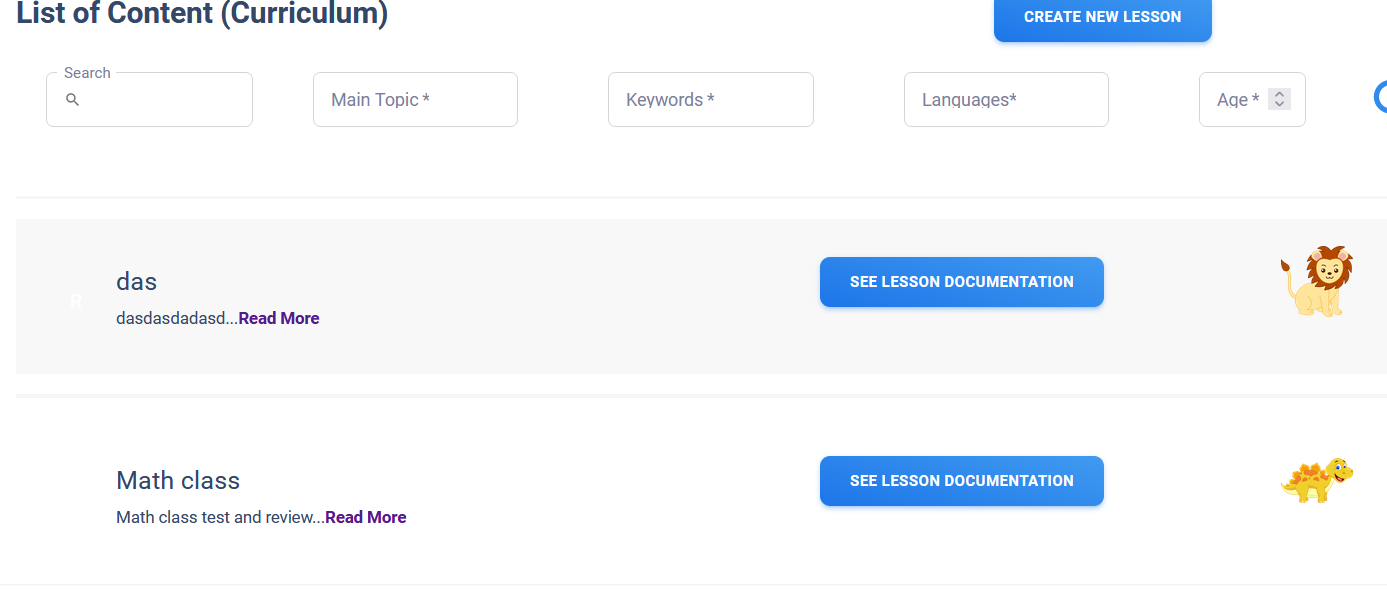 List of Content (Curriculum)
CREATE NEW LESSON
Search
Main Topic *
Keywords *
Languages*
Age *
R
das
dasdasdadasd...Read More
SEE LESSON DOCUMENTATION
Math class
Math class test and review...Read More
SEE LESSON DOCUMENTATION